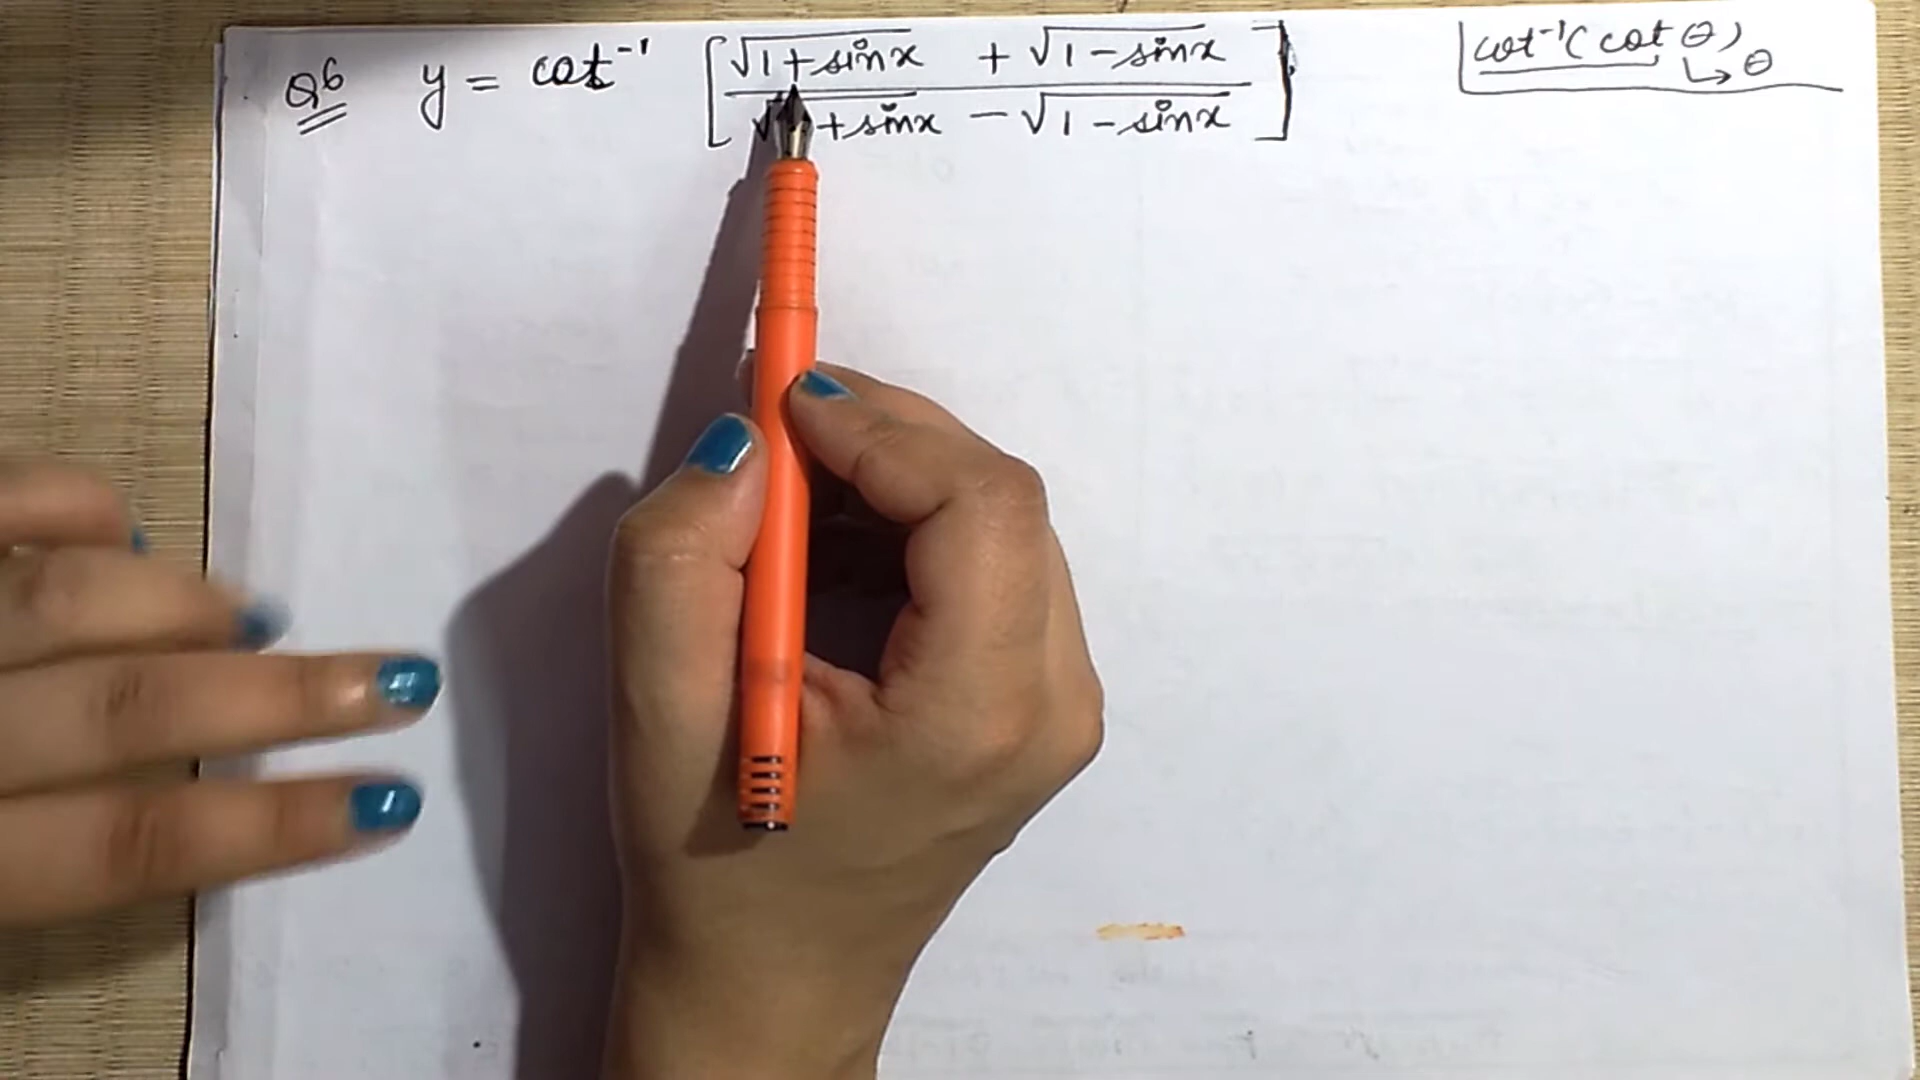 Q6 y = cot⁻¹ [ (√(1+sinx) + √(1-sinx)) / (√(1+sinx) - √(1-sinx)) ]
cot⁻¹(cot θ)
↳ θ